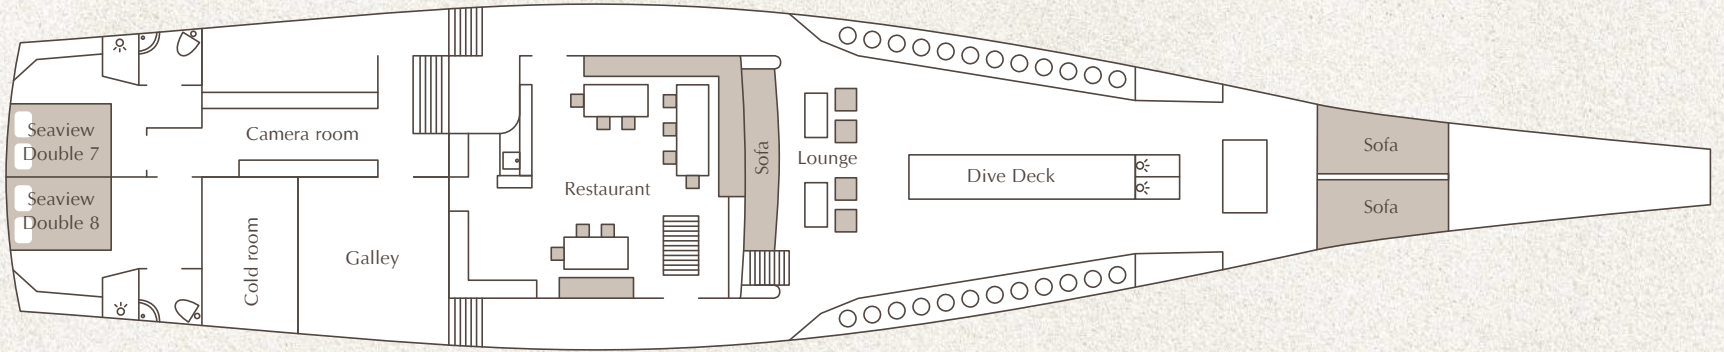 Seaview
Double 7
Seaview
Double 8
Camera room
Cold room
Galley
Restaurant
Sofa
Lounge
Dive Deck
Sofa
Sofa